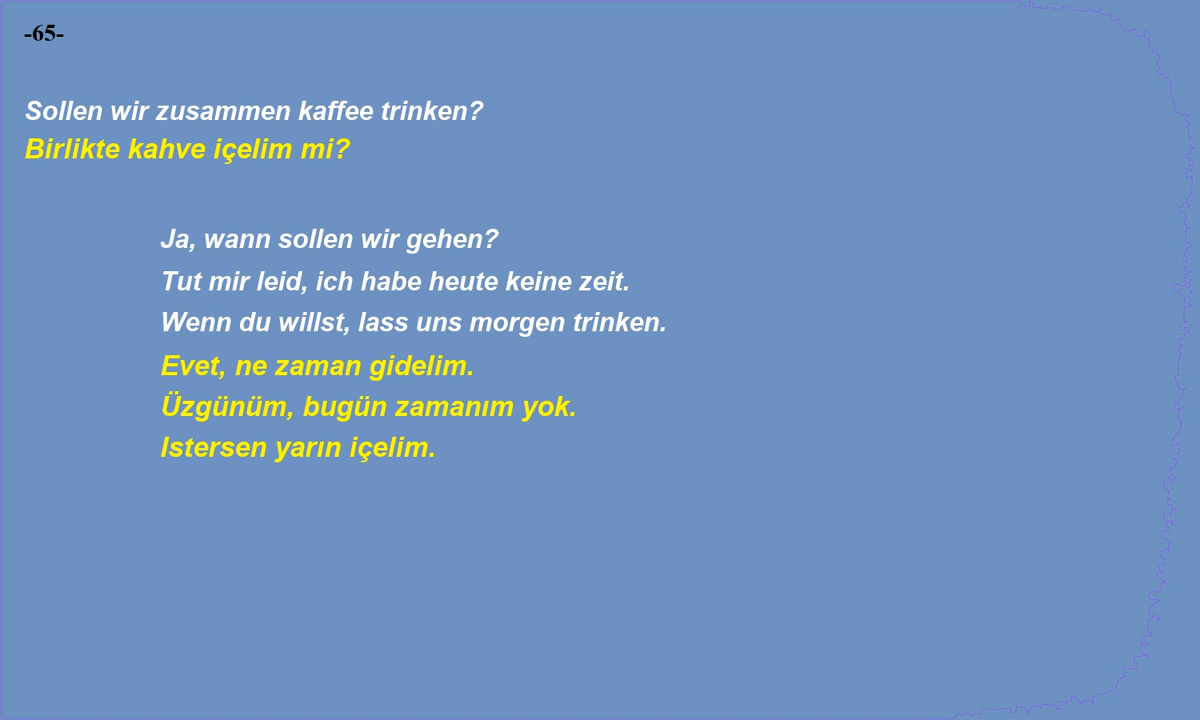 -65-
Sollen wir zusammen kaffee trinken?
Birlikte kahve içelim mi?
Ja, wann sollen wir gehen?
Tut mir leid, ich habe heute keine zeit.
Wenn du willst, lass uns morgen trinken.
Evet, ne zaman gidelim.
Üzgünüm, bugün zamanım yok.
Istersen yarın içelim.